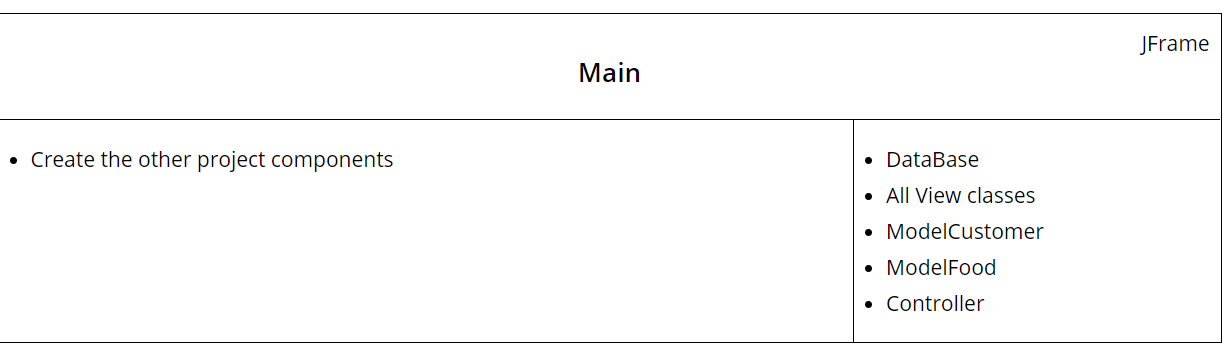 JFrame
Main
• Create the other project components
• DataBase
• All View classes
• ModelCustomer
• ModelFood
• Controller